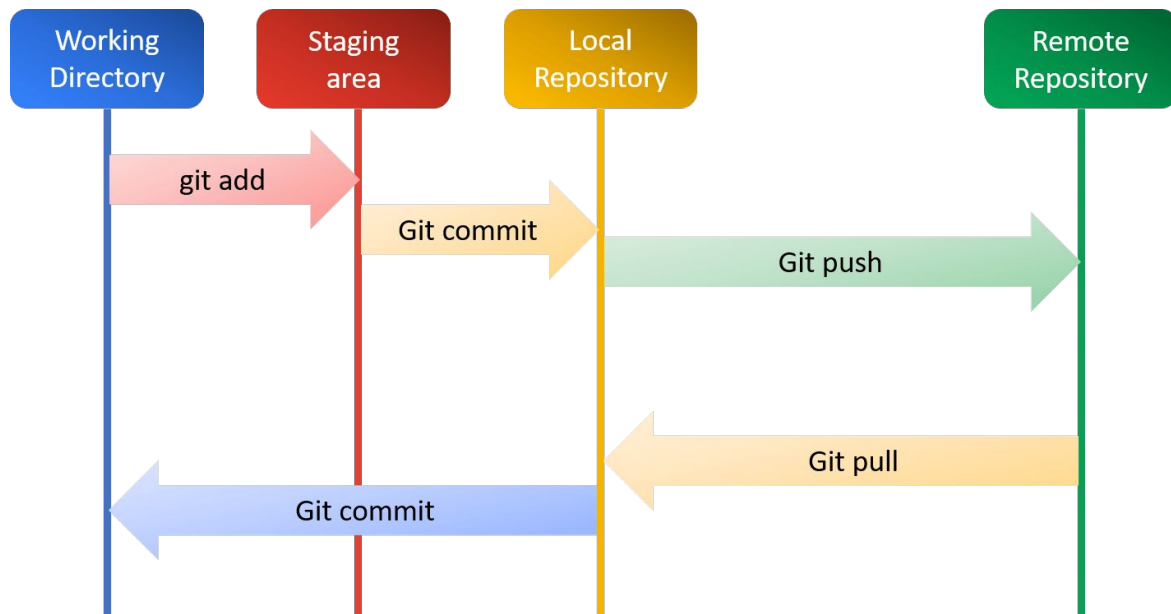 Working
Directory
Staging
area
Local
Repository
Remote
Repository
git add
Git commit
Git push
Git pull
Git commit